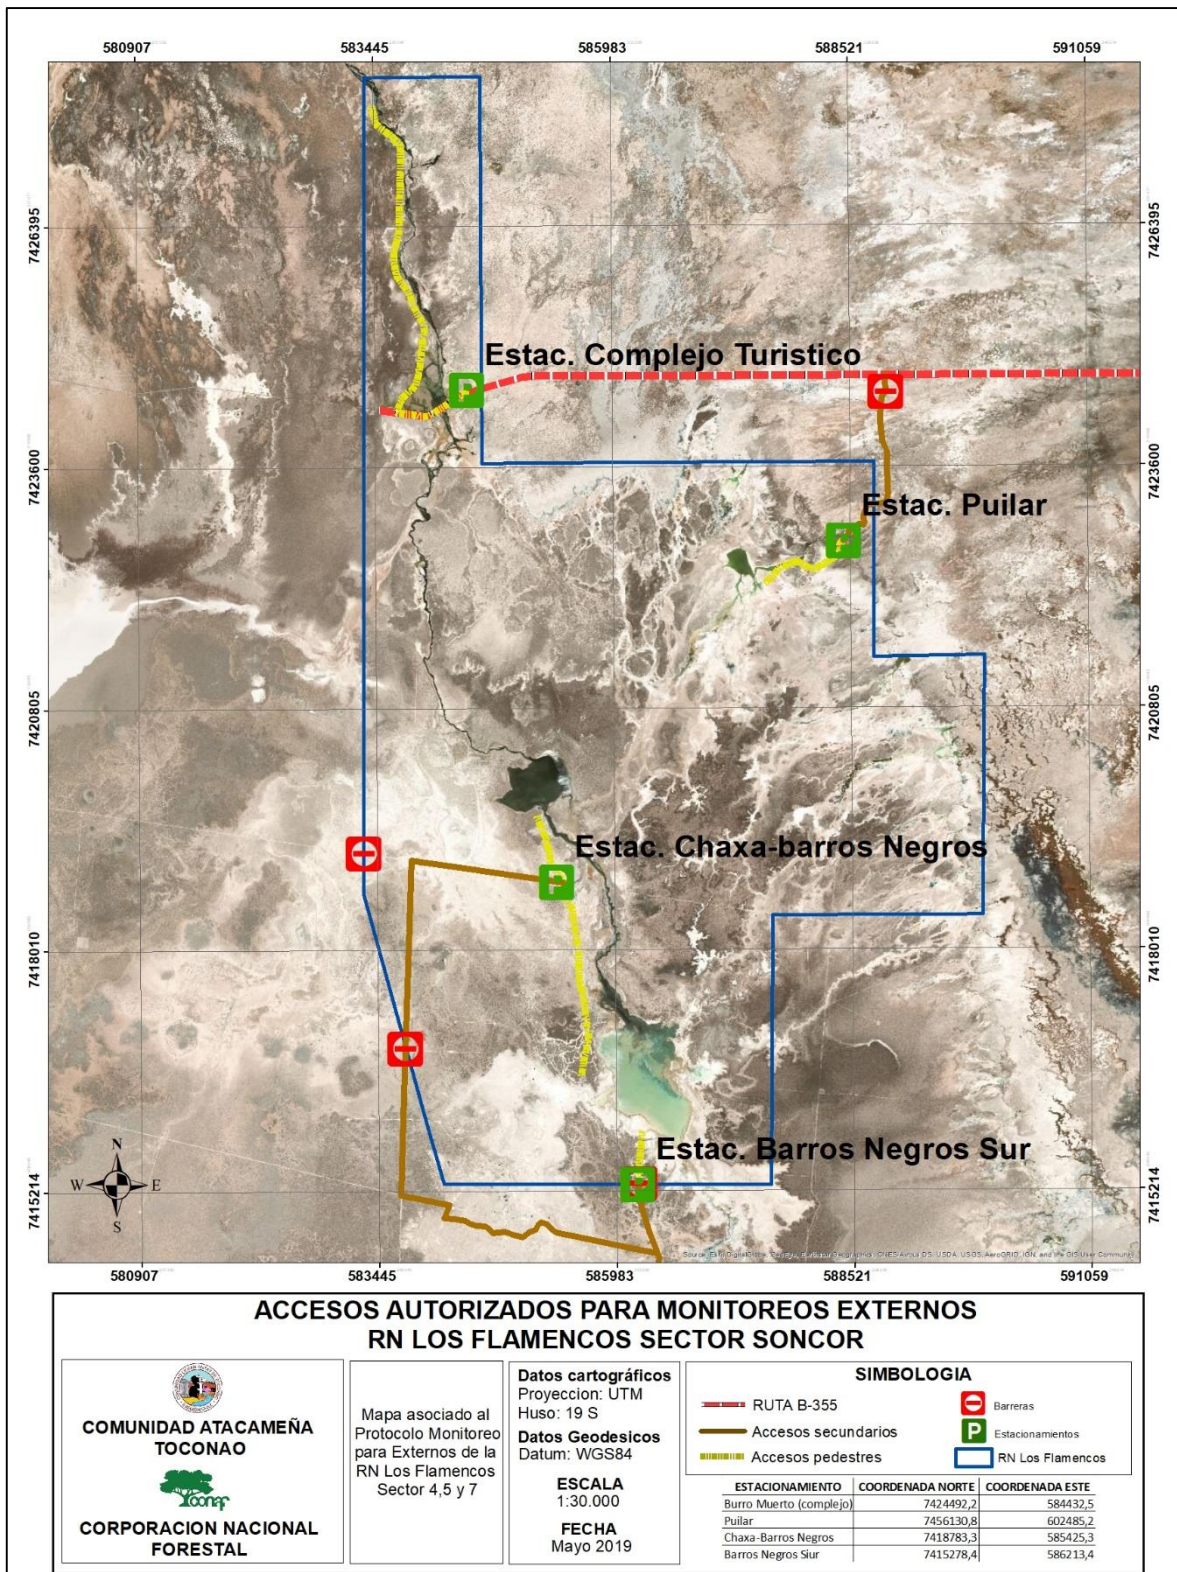 580907 583445 585983 588521 591059
7426395 7426395
Estac. Complejo Turistico
7423600 7423600
Estac. Puilar
7420805 7420805
Estac. Chaxa-barros Negros
7418010 7418010
Estac. Barros Negros Sur
N
W E
S
7415214 7415214
580907 583445 585983 588521 591059
ACCESOS AUTORIZADOS PARA MONITOREOS EXTERNOS
RN LOS FLAMENCOS SECTOR SONCOR
COMUNIDAD ATACAMEÑA
TOCONAO
conaf
CORPORACION NACIONAL
FORESTAL
Mapa asociado al
Protocolo Monitoreo
para Externos de la
RN Los Flamencos
Sector 4,5 y 7
Datos cartográficos
Proyeccion: UTM
Huso: 19 S
Datos Geodesicos
Datum: WGS84
ESCALA
1:30.000
FECHA
Mayo 2019
SIMBOLOGIA
RUTA B-355
Accesos secundarios
Accesos pedestres
Barreras
P Estacionamientos
RN Los Flamencos
ESTACIONAMIENTO COORDENADA NORTE COORDENADA ESTE
Burro Muerto (complejo) 7424492,2 584432,5
Puilar 7456130,8 602485,2
Chaxa-Barros Negros 7418783,3 585425,3
Barros Negros Siur 7415278,4 586213,4